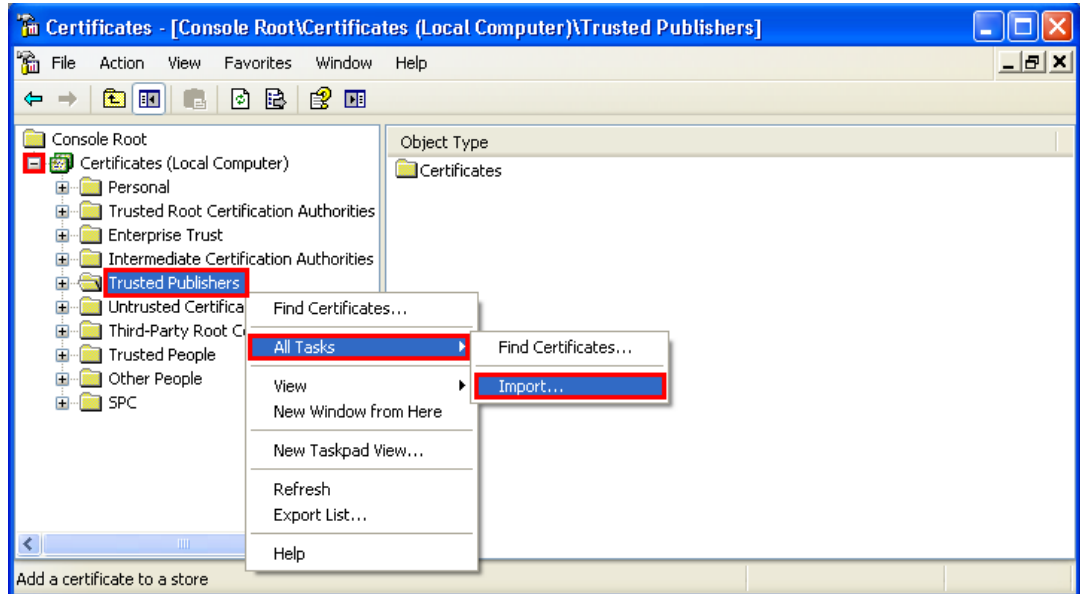 Certificates - [Console Root\Certificates (Local Computer)\Trusted Publishers]
File Action View Favorites Window Help
Console Root
Certificates (Local Computer)
Personal
Trusted Root Certification Authorities
Enterprise Trust
Intermediate Certification Authorities
Trusted Publishers
Untrusted Certifica
Third-Party Root C
Trusted People
Other People
SPC
Object Type
Certificates
Find Certificates...
All Tasks
View
New Window from Here
New Taskpad View...
Refresh
Export List...
Help
Find Certificates...
Import...
Add a certificate to a store